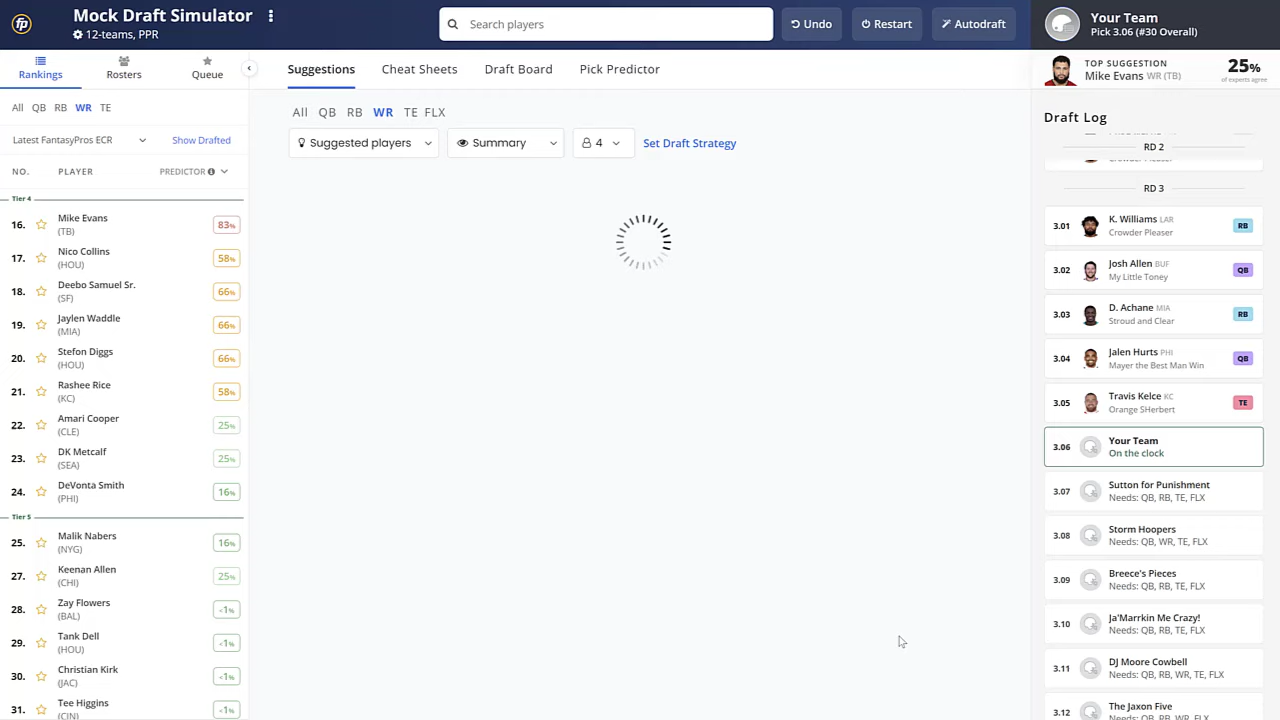 fp
Mock Draft Simulator
12-teams, PPR
Search players
Undo
Restart
Autodraft
Your Team
Pick 3.06 (#30 Overall)
Rankings
Rosters
Queue
Suggestions
Cheat Sheets
Draft Board
Pick Predictor
TOP SUGGESTION
Mike Evans WR (TB)
25%
of experts agree
All QB RB WR TE
Latest FantasyPros ECR
Show Drafted
NO. PLAYER PREDICTOR
Tier 4
16. Mike Evans (TB) 83%
17. Nico Collins (HOU) 58%
18. Deebo Samuel Sr. (SF) 66%
19. Jaylen Waddle (MIA) 66%
20. Stefon Diggs (HOU) 66%
21. Rashee Rice (KC) 58%
22. Amari Cooper (CLE) 25%
23. DK Metcalf (SEA) 25%
24. DeVonta Smith (PHI) 16%
Tier 5
25. Malik Nabers (NYG) 16%
27. Keenan Allen (CHI) 25%
28. Zay Flowers (BAL) <1%
29. Tank Dell (HOU) <1%
30. Christian Kirk (JAC) <1%
31. Tee Higgins (CIN) <1%
All QB RB WR TE FLX
Suggested players
Summary
4
Set Draft Strategy
Draft Log
RD 2
Crowder Pleaser
RD 3
3.01 K. Williams LAR RB
Crowder Pleaser
3.02 Josh Allen BUF QB
My Little Toney
3.03 D. Achane MIA RB
Stroud and Clear
3.04 Jalen Hurts PHI QB
Mayer the Best Man Win
3.05 Travis Kelce KC TE
Orange SHerbert
3.06 Your Team
On the clock
3.07 Sutton for Punishment
Needs: QB, RB, TE, FLX
3.08 Storm Hoopers
Needs: QB, WR, TE, FLX
3.09 Breece's Pieces
Needs: QB, RB, TE, FLX
3.10 Ja'Marrkin Me Crazy!
Needs: QB, RB, TE, FLX
3.11 DJ Moore Cowbell
Needs: QB, RB, WR, TE, FLX
3.12 The Jaxon Five
Needs: QB, RB, WR, FLX